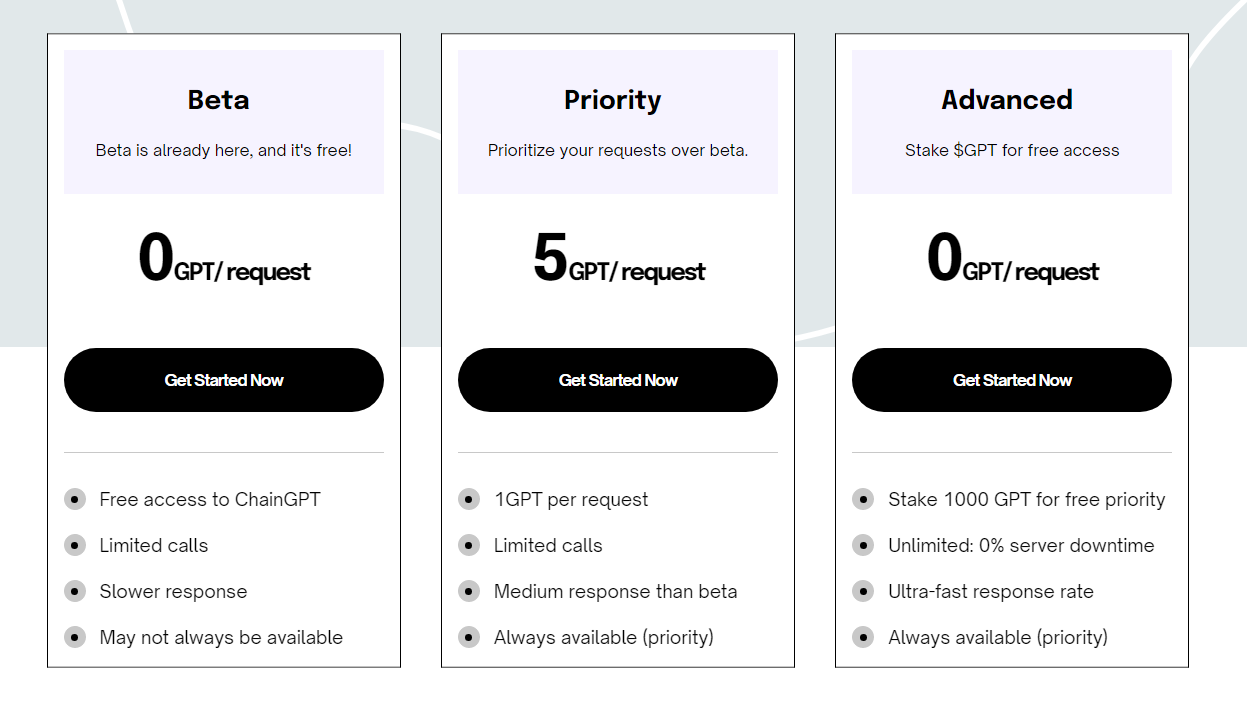 Beta
Beta is already here, and it's free!
0GPT/ request
Get Started Now
Free access to ChainGPT
Limited calls
Slower response
May not always be available
Priority
Prioritize your requests over beta.
5GPT/ request
Get Started Now
1GPT per request
Limited calls
Medium response than beta
Always available (priority)
Advanced
Stake $GPT for free access
0GPT/ request
Get Started Now
Stake 1000 GPT for free priority
Unlimited: 0% server downtime
Ultra-fast response rate
Always available (priority)